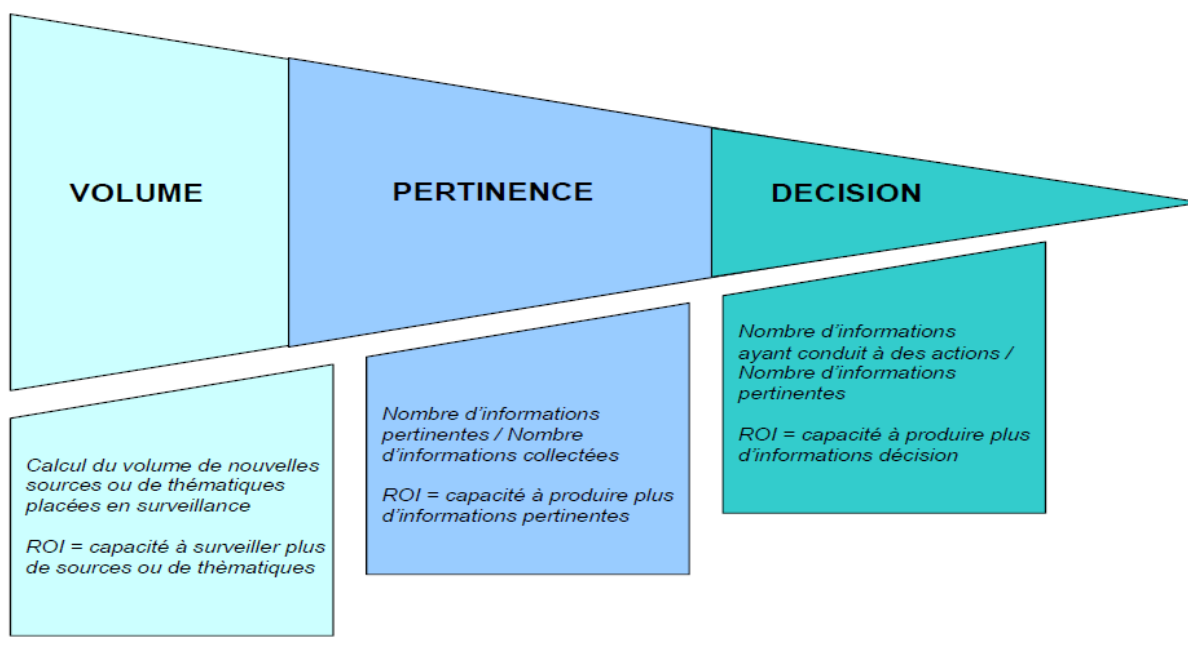 VOLUME
PERTINENCE
DECISION
Calcul du volume de nouvelles
sources ou de thématiques
placées en surveillance
ROI = capacité à surveiller plus
de sources ou de thèmatiques
Nombre d'informations
pertinentes / Nombre
d'informations collectées
ROI = capacité à produire plus
d'informations pertinentes
Nombre d'informations
ayant conduit à des actions /
Nombre d'informations
pertinentes
ROI = capacité à produire plus
d'informations décision